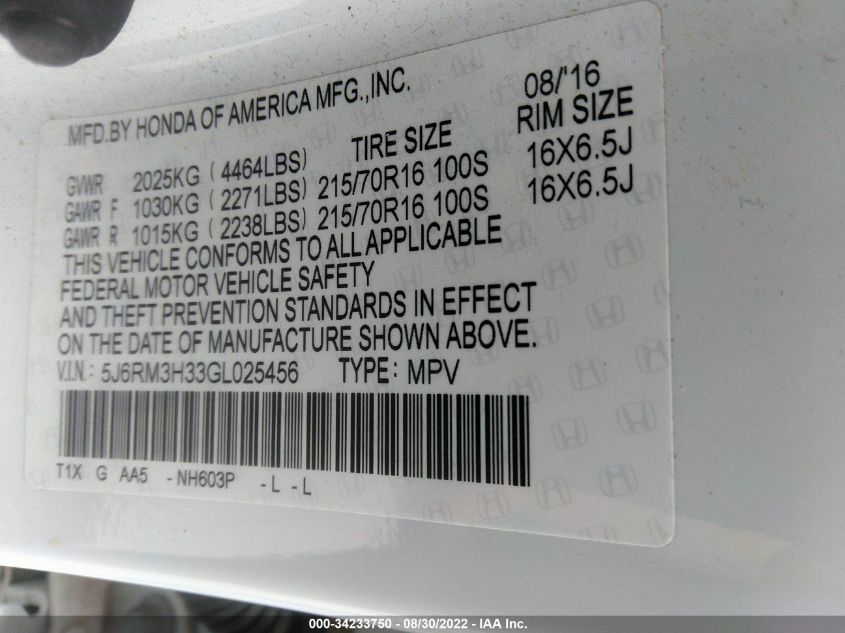 MFD.BY HONDA OF AMERICA MFG.,INC. 08/'16
TIRE SIZE RIM SIZE
GVWR 2025KG (4464LBS)
GAWR F 1030KG (2271LBS) 215/70R16 100S 16X6.5J
GAWR R 1015KG (2238LBS) 215/70R16 100S 16X6.5J
THIS VEHICLE CONFORMS TO ALL APPLICABLE
FEDERAL MOTOR VEHICLE SAFETY
AND THEFT PREVENTION STANDARDS IN EFFECT
ON THE DATE OF MANUFACTURE SHOWN ABOVE.
V.I.N.: 5J6RM3H33GL025456 TYPE: MPV
T1X G AA5 -NH603P -L -L
000-34233750 - 08/30/2022 - IAA Inc.